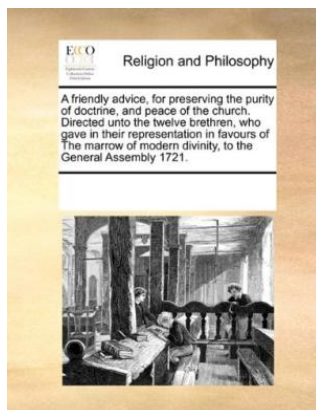 ECCO
Religion and Philosophy
A friendly advice, for preserving the purity
of doctrine, and peace of the church.
Directed unto the twelve brethren, who
gave in their representation in favours of
The marrow of modern divinity, to the
General Assembly 1721.